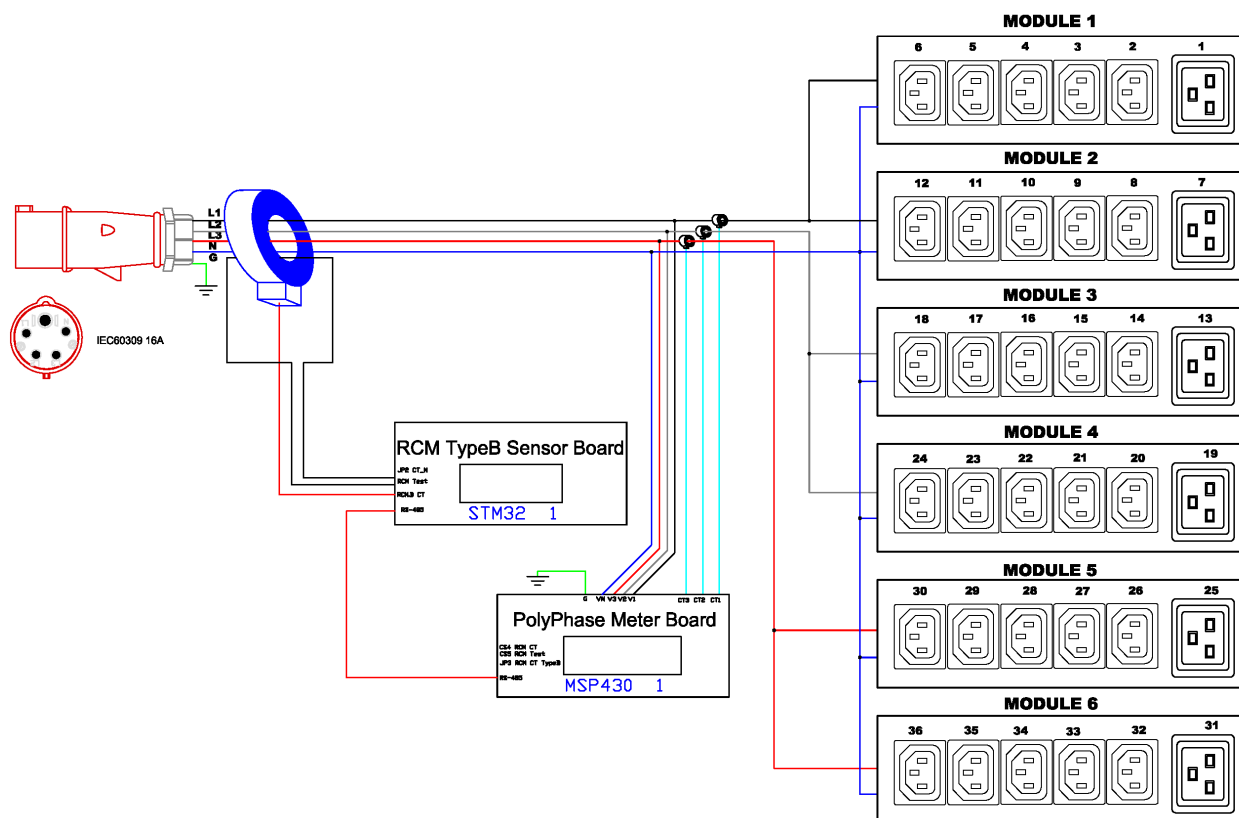 MODULE 1
6 5 4 3 2 1
MODULE 2
12 11 10 9 8 7
L1
L2
L3
N
G
MODULE 3
18 17 16 15 14 13
IEC60309 16A
MODULE 4
24 23 22 21 20 19
RCM TypeB Sensor Board
JP2 CT_N
RCM Test
RCM_B CT
RS-485
STM32 1
MODULE 5
30 29 28 27 26 25
G VN V3 V2 V1 CT3 CT2 CT1
PolyPhase Meter Board
CS4 RCM CT
CS5 RCM Test
JP3 RCM CT TypeB
RS-485
MSP430 1
MODULE 6
36 35 34 33 32 31